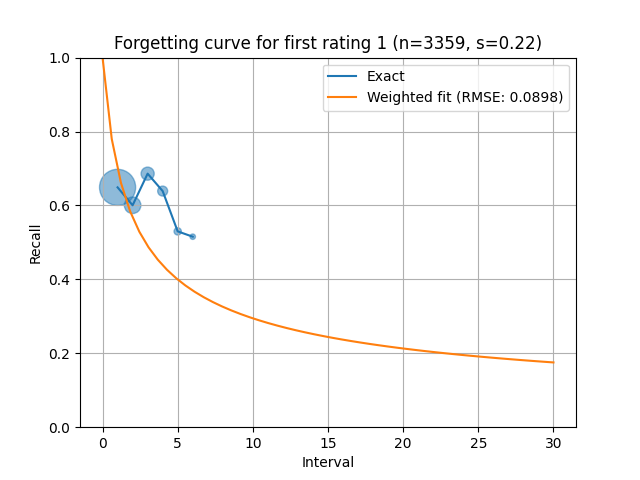 Forgetting curve for first rating 1 (n=3359, s=0.22)
Exact
Weighted fit (RMSE: 0.0898)
1.0
0.8
0.6
0.4
0.2
0.0
Recall
0 5 10 15 20 25 30
Interval